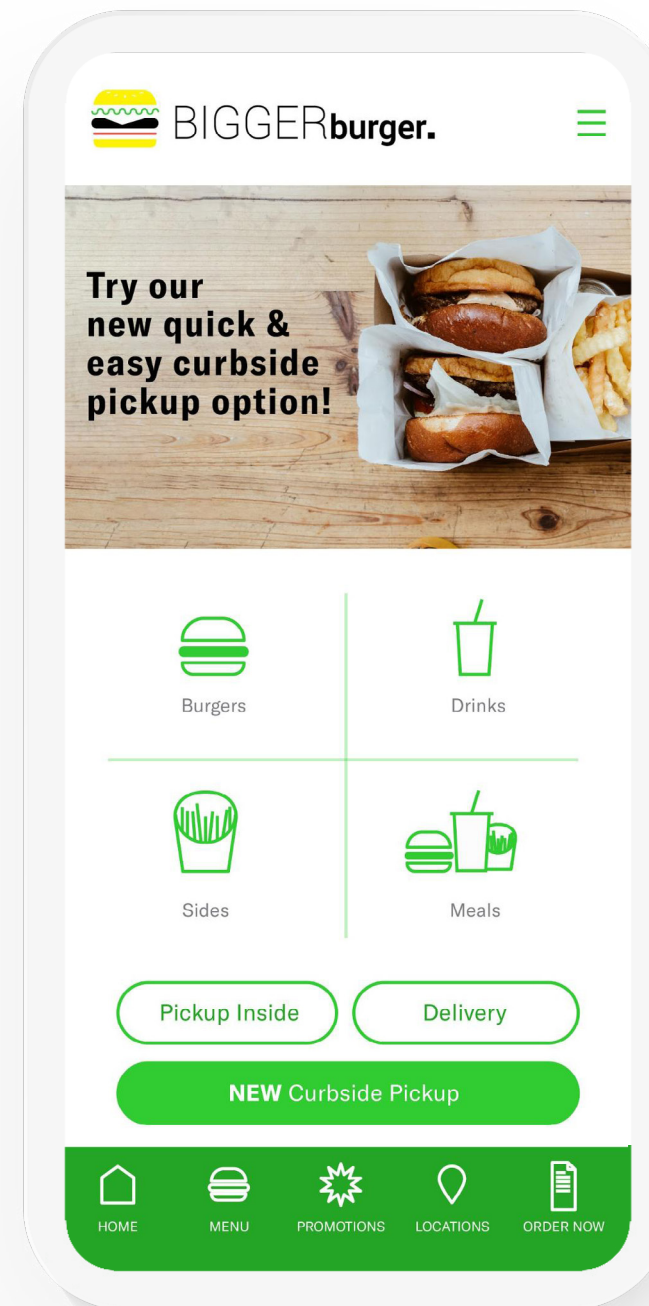 BIGGERburger.
Try our
new quick &
easy curbside
pickup option!
Burgers
Drinks
Sides
Meals
Pickup Inside
Delivery
NEW Curbside Pickup
HOME
MENU
PROMOTIONS
LOCATIONS
ORDER NOW